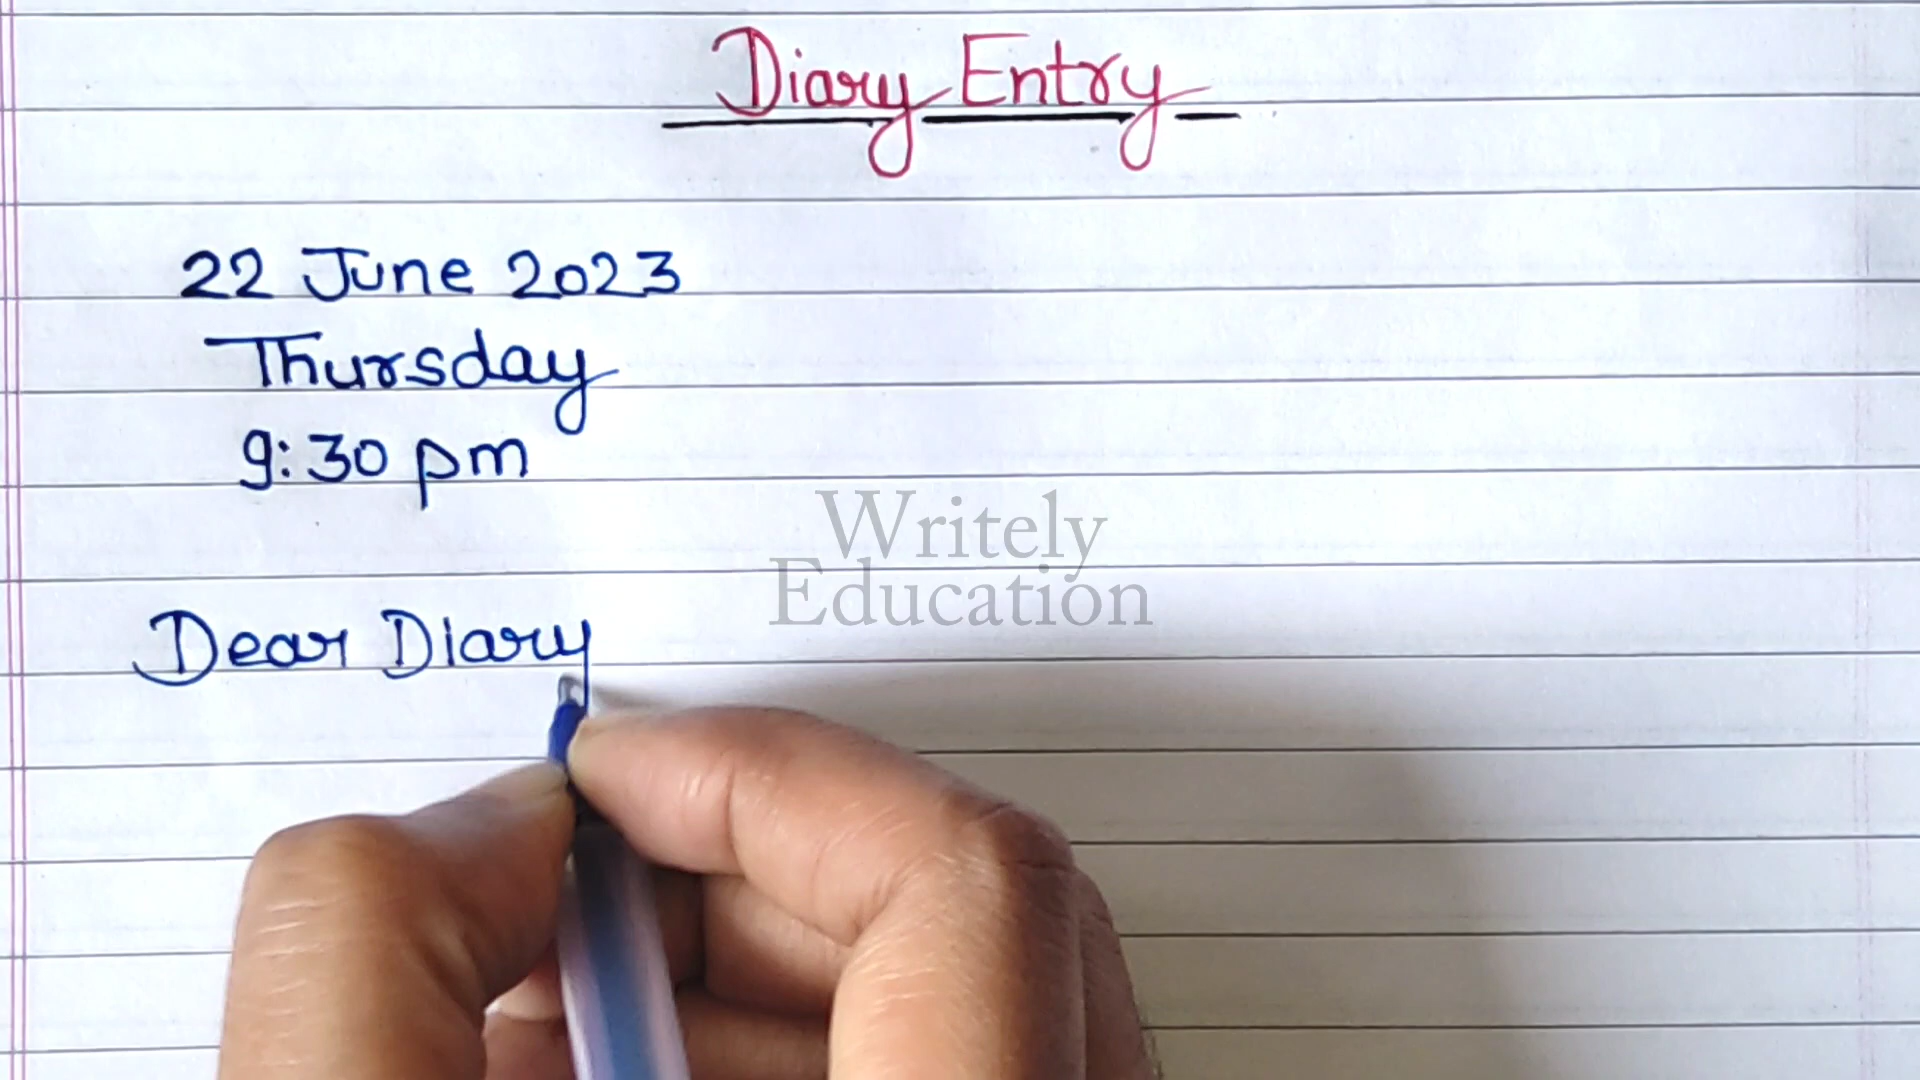 Diary Entry
22 June 2023
Thursday
9:30 pm
Writely
Education
Dear Diary